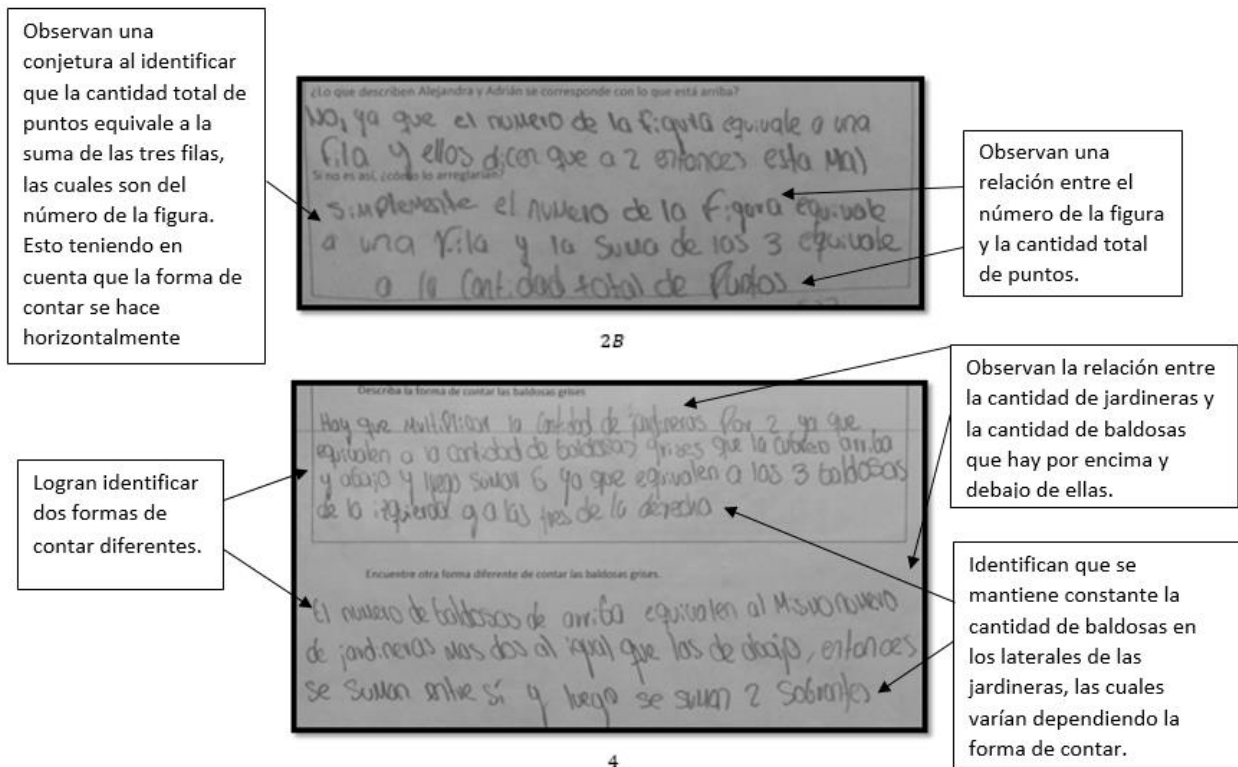 Observan una
conjetura al identificar
que la cantidad total de
puntos equivale a la
suma de las tres filas,
las cuales son del
número de la figura.
Esto teniendo en
cuenta que la forma de
contar se hace
horizontalmente
¿Lo que describen Alejandra y Adrián se corresponde con lo que está arriba?
No, ya que el numero de la figura equivale a una
fila y ellos dicen que a 2 entonces esta mal
Si no es así, ¿cómo lo arreglarían?
Simplemente el numero de la figura equivale
a una fila y la suma de las 3 equivale
a la cantidad total de Puntos
Observan una
relación entre el
número de la figura
y la cantidad total
de puntos.
2B
Logran identificar
dos formas de
contar diferentes.
Describa la forma de contar las baldosas grises
Hay que multiplicar la cantidad de jardineras Por 2 ya que
equivalen a la cantidad de baldosas grises que la cubren arriba
y abajo y luego suman 6 ya que equivalen a las 3 baldosas
de la izquierda y a las tres de la derecha
Encuentre otra forma diferente de contar las baldosas grises.
El numero de baldosas de arriba equivalen al mismo numero
de jardineras mas dos al igual que las de abajo, entonces
se suman entre sí y luego se suman 2 sobrantes
4
Observan la relación entre
la cantidad de jardineras y
la cantidad de baldosas
que hay por encima y
debajo de ellas.
Identifican que se
mantiene constante la
cantidad de baldosas en
los laterales de las
jardineras, las cuales
varían dependiendo la
forma de contar.